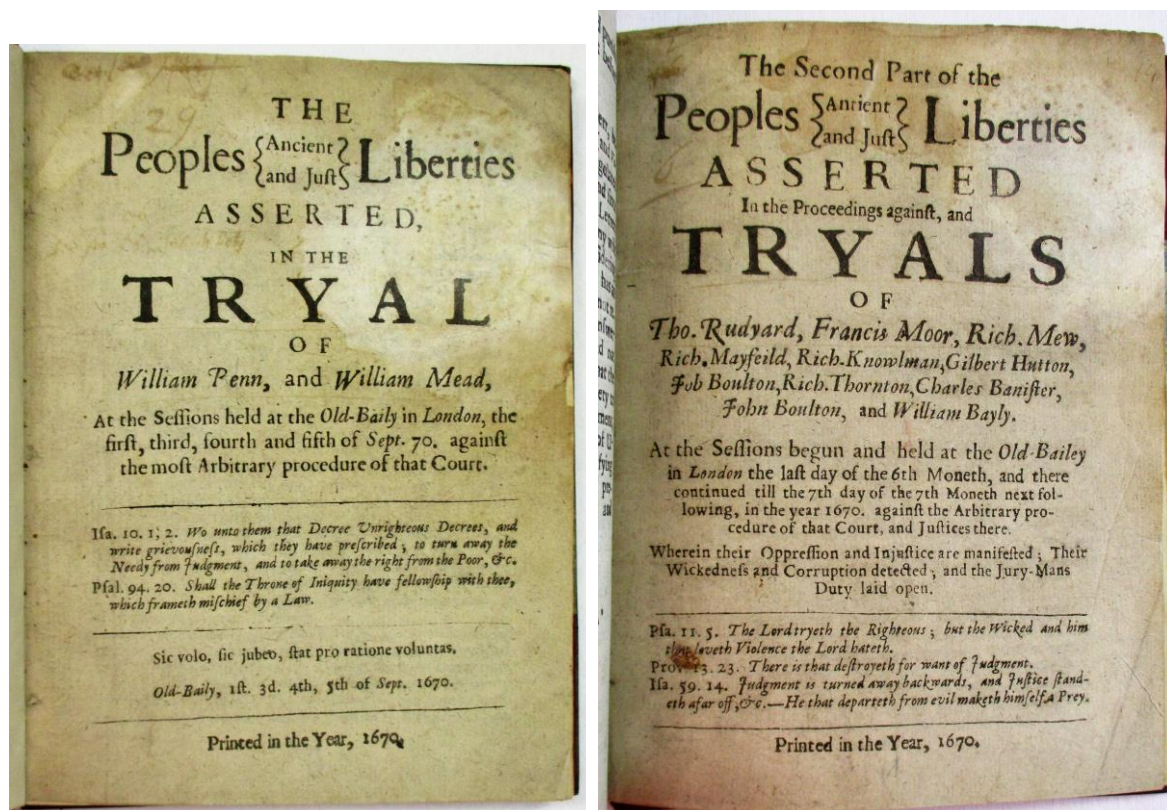 THE
Peoples {Ancient and Juſt} Liberties
ASSERTED,
IN THE
TRYAL
OF
William Penn, and William Mead,
At the Seſſions held at the Old-Baily in London, the
firſt, third, fourth and fifth of Sept. 70. againſt
the moſt Arbitrary procedure of that Court.
Iſa. 10. 1, 2. Wo unto them that Decree Unrighteous Decrees, and
write grievouſneſs, which they have preſcribed; to turn away the
Needy from Judgment, and to take away the right from the Poor, &c.
Pſal. 94. 20. Shall the Throne of Iniquity have fellowſhip with thee,
which frameth miſchief by a Law.
Sic volo, ſic jubeo, ſtat pro ratione voluntas.
Old-Baily, 1ſt. 3d. 4th, 5th of Sept. 1670.
Printed in the Year, 1670.
The Second Part of the
Peoples {Antient and Juſt} Liberties
ASSERTED
In the Proceedings againſt, and
TRYALS
OF
Tho. Rudyard, Francis Moor, Rich. Mew,
Rich. Mayfeild, Rich. Knowlman, Gilbert Hutton,
Job Boulton, Rich. Thornton, Charles Baniſter,
John Boulton, and William Bayly.
At the Seſſions begun and held at the Old-Bailey
in London the laſt day of the 6th Moneth, and there
continued till the 7th day of the 7th Moneth next fol-
lowing, in the year 1670. againſt the Arbitrary pro-
cedure of that Court, and Juſtices there.
Wherein their Oppreſſion and Injuſtice are manifeſted; Their
Wickedneſs and Corruption detected; and the Jury-Mans
Duty laid open.
Pſa. 11. 5. The Lord tryeth the Righteous; but the Wicked and him
that loveth Violence the Lord hateth.
Prov. 13. 23. There is that deſtroyeth for want of Judgment.
Iſa. 59. 14. Judgment is turned away backwards, and Juſtice ſtand-
eth afar off, &c.—He that departeth from evil maketh himſelf a Prey.
Printed in the Year, 1670.